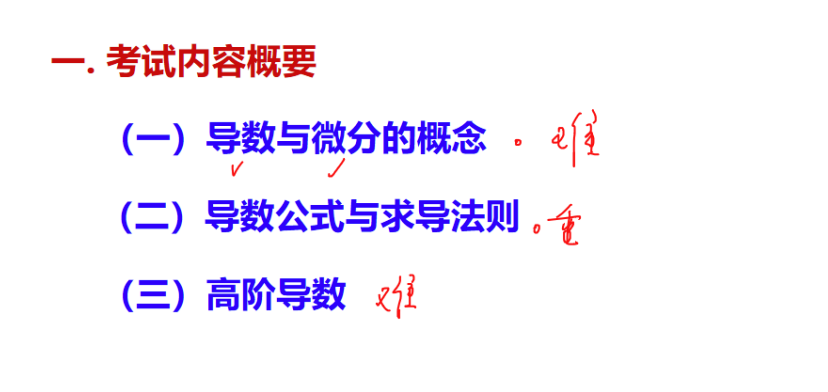 一. 考试内容概要
（一）导数与微分的概念 。难
（二）导数公式与求导法则 。重
（三）高阶导数 难